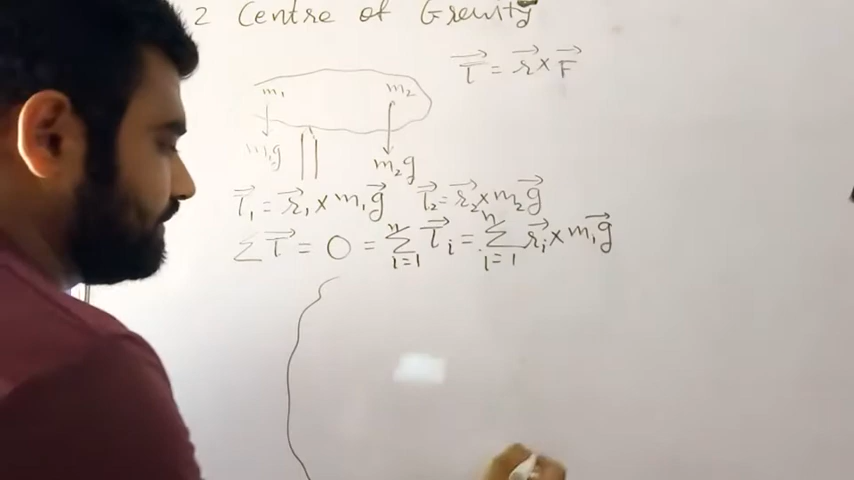 2 Centre of Gravity
τ⃗ = r⃗ × F⃗
m₁ m₂
m₁g m₂g
τ⃗₁ = r⃗₁ × m₁g⃗ τ⃗₂ = r⃗₂ × m₂g⃗
Στ⃗ = 0 = Σⁿᵢ₌₁ τ⃗ᵢ = Σⁿᵢ₌₁ r⃗ᵢ × mᵢg⃗